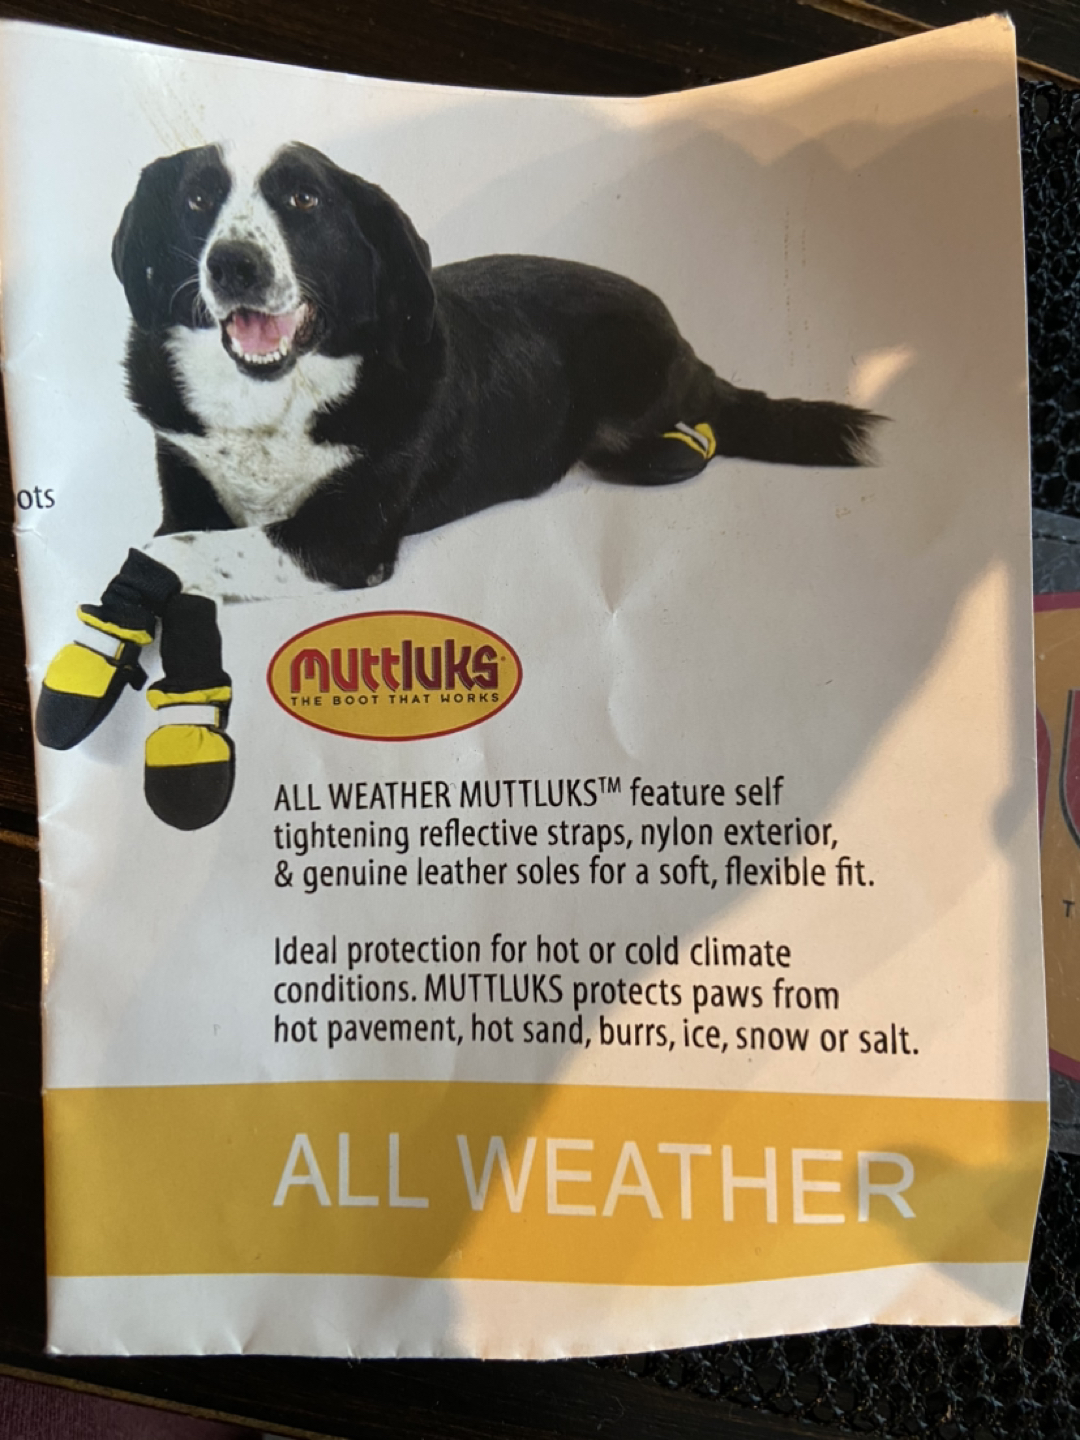 ots
muttluks
THE BOOT THAT WORKS
ALL WEATHER MUTTLUKS™ feature self
tightening reflective straps, nylon exterior,
& genuine leather soles for a soft, flexible fit.
Ideal protection for hot or cold climate
conditions. MUTTLUKS protects paws from
hot pavement, hot sand, burrs, ice, snow or salt.
ALL WEATHER
T